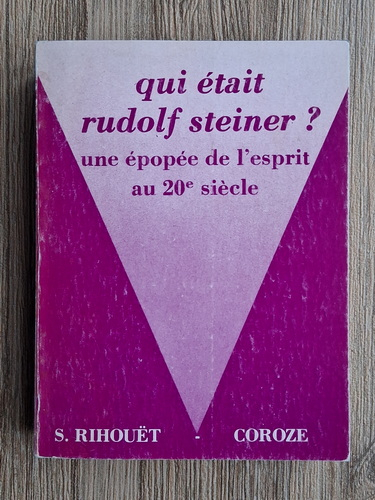 qui était
rudolf steiner ?
une épopée de l'esprit
au 20e siècle
S. RIHOUËT - COROZE